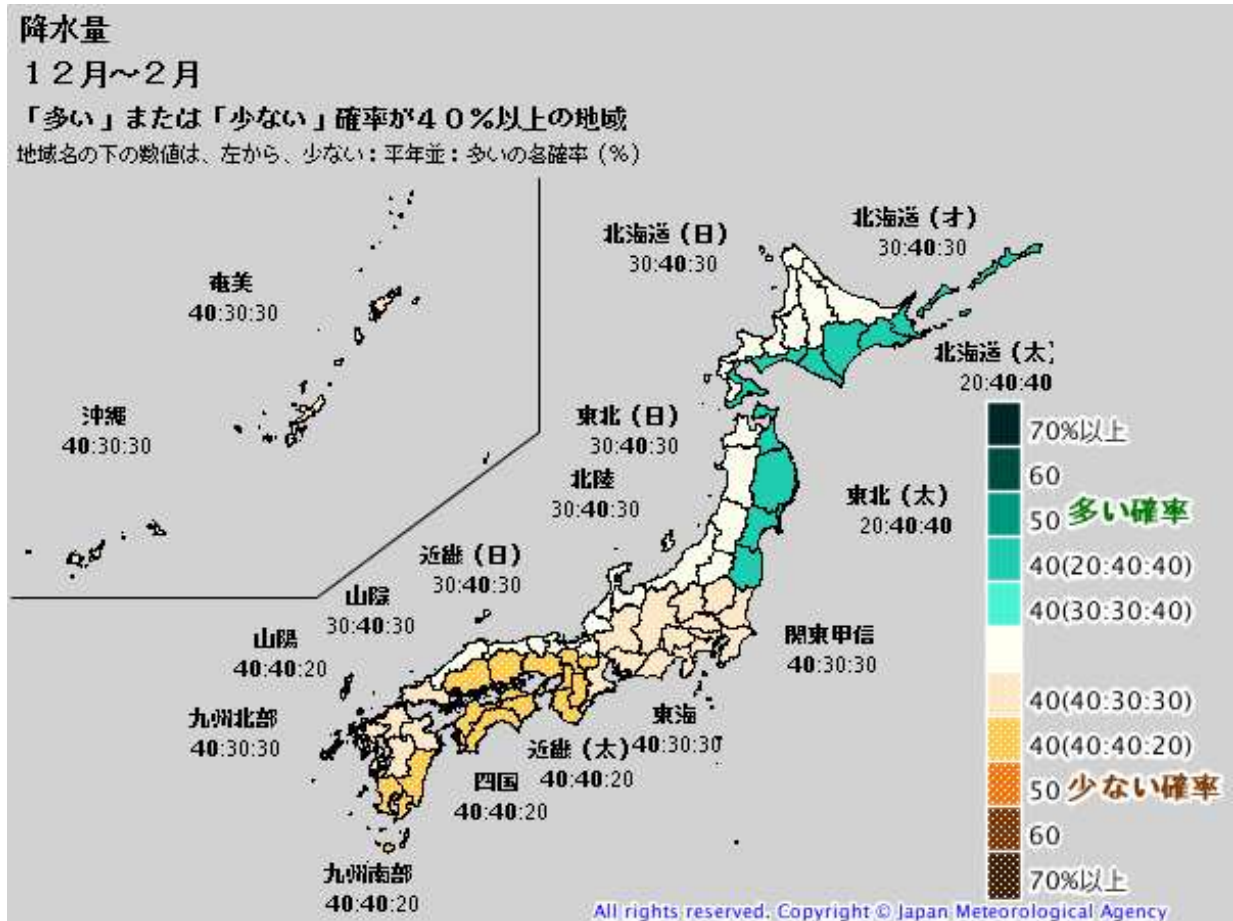 降水量
12月～2月
「多い」または「少ない」確率が40%以上の地域
地域名の下の数値は、左から、少ない：平年並：多いの各確率(%)
北海道(日)
30:40:30
北海道(オ)
30:40:30
奄美
40:30:30
北海道(太)
20:40:40
沖縄
40:30:30
東北(日)
30:40:30
北陸
30:40:30
東北(太)
20:40:40
近畿(日)
30:40:30
山陰
30:40:30
山陽
40:40:20
関東甲信
40:30:30
九州北部
40:30:30
東海
40:30:30
近畿(太)
40:40:20
四国
40:40:20
九州南部
40:40:20
70%以上
60
50 多い確率
40(20:40:40)
40(30:30:40)
40(40:30:30)
40(40:40:20)
50 少ない確率
60
70%以上
All rights reserved. Copyright © Japan Meteorological Agency